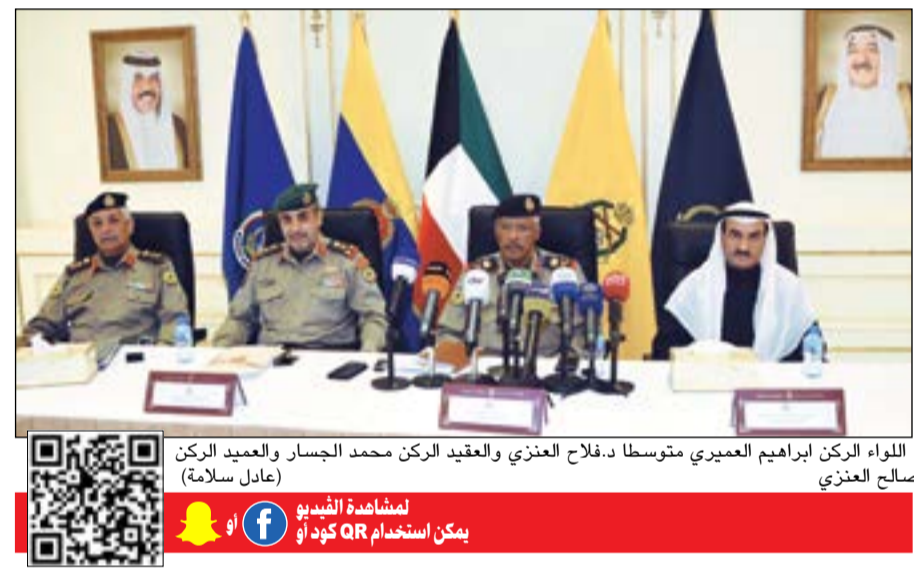 اللواء الركن ابراهيم العميري متوسطا د.فلاح العنزي والعقيد الركن محمد الجسار والعميد الركن
صالح العنزي
(عادل سلامة)
لمشاهدة الڤيديو
يمكن استخدام QR كود أو
f
أو